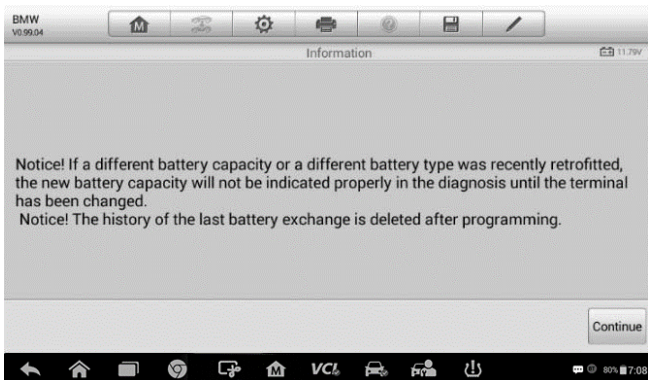 BMW
V0.99.04
Information
11.79V
Notice! If a different battery capacity or a different battery type was recently retrofitted,
the new battery capacity will not be indicated properly in the diagnosis until the terminal
has been changed.
Notice! The history of the last battery exchange is deleted after programming.
Continue
VCI
80% 7:08